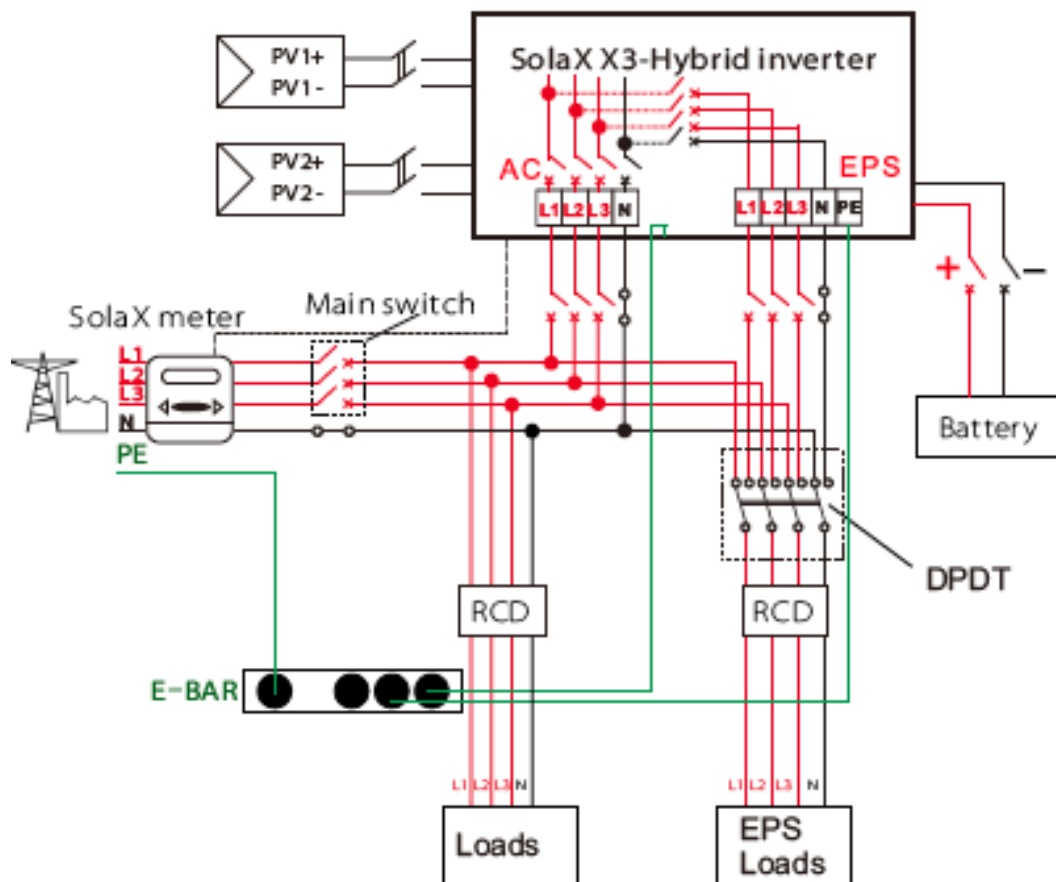 PV1+
PV1-
PV2+
PV2-
SolaX X3-Hybrid inverter
AC
EPS
L1 L2 L3 N
L1 L2 L3 N PE
+ −
Main switch
SolaX meter
L1
L2
L3
N
PE
Battery
DPDT
RCD
RCD
E-BAR
L1 L2 L3 N
L1 L2 L3 N
Loads
EPS
Loads